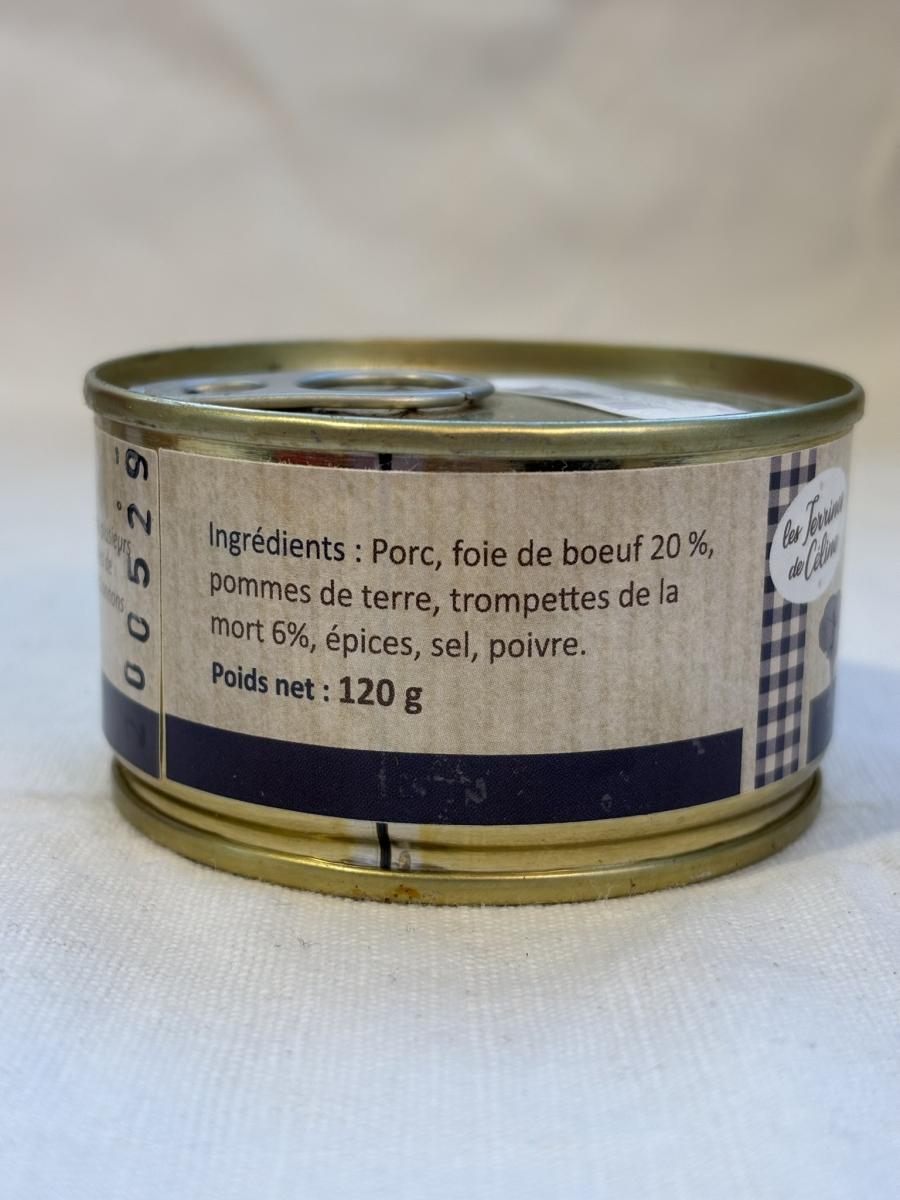 Ingrédients : Porc, foie de boeuf 20 %,
pommes de terre, trompettes de la
mort 6%, épices, sel, poivre.
Poids net : 120 g
les Terrines
de Céline
20C529